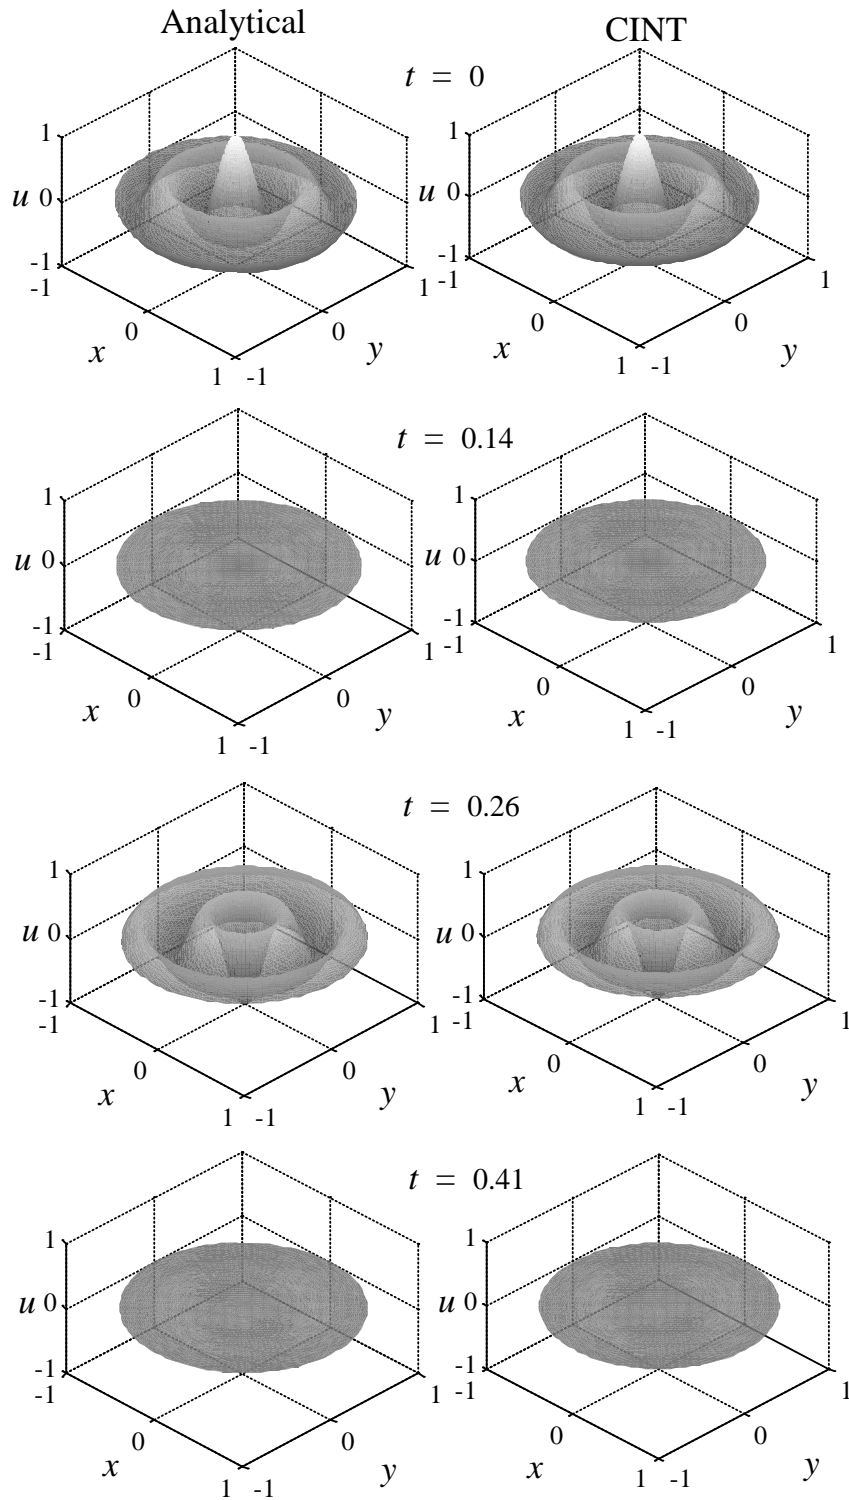 Analytical CINT
t = 0
1 1
u 0 u 0
-1 -1
-1 1 -1 1
0 0 0 0
x y x y
1 -1 1 -1
t = 0.14
1 1
u 0 u 0
-1 -1
-1 1 -1 1
0 0 0 0
x y x y
1 -1 1 -1
t = 0.26
1 1
u 0 u 0
-1 -1
-1 1 -1 1
0 0 0 0
x y x y
1 -1 1 -1
t = 0.41
1 1
u 0 u 0
-1 -1
-1 1 -1 1
0 0 0 0
x y x y
1 -1 1 -1